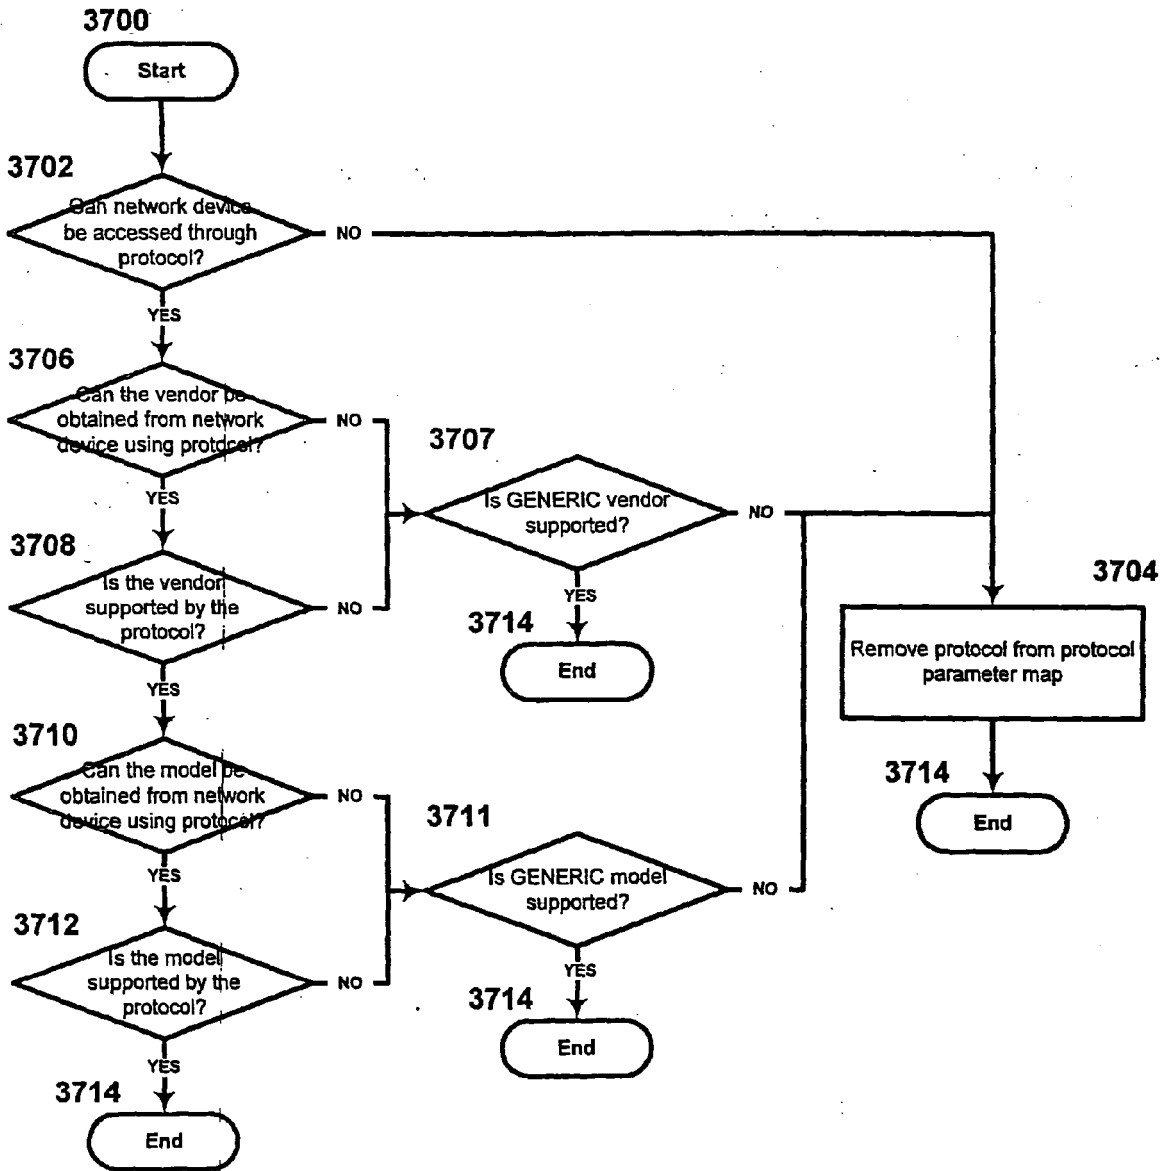 3700
Start
3702
Can network device
be accessed through
protocol?
NO
YES
3706
Can the vendor be
obtained from network
device using protocol?
NO
YES
3707
Is GENERIC vendor
supported?
NO
YES
3714
End
3708
Is the vendor
supported by the
protocol?
NO
YES
3704
Remove protocol from protocol
parameter map
3714
End
3710
Can the model be
obtained from network
device using protocol?
NO
YES
3711
Is GENERIC model
supported?
NO
YES
3714
End
3712
Is the model
supported by the
protocol?
NO
YES
3714
End